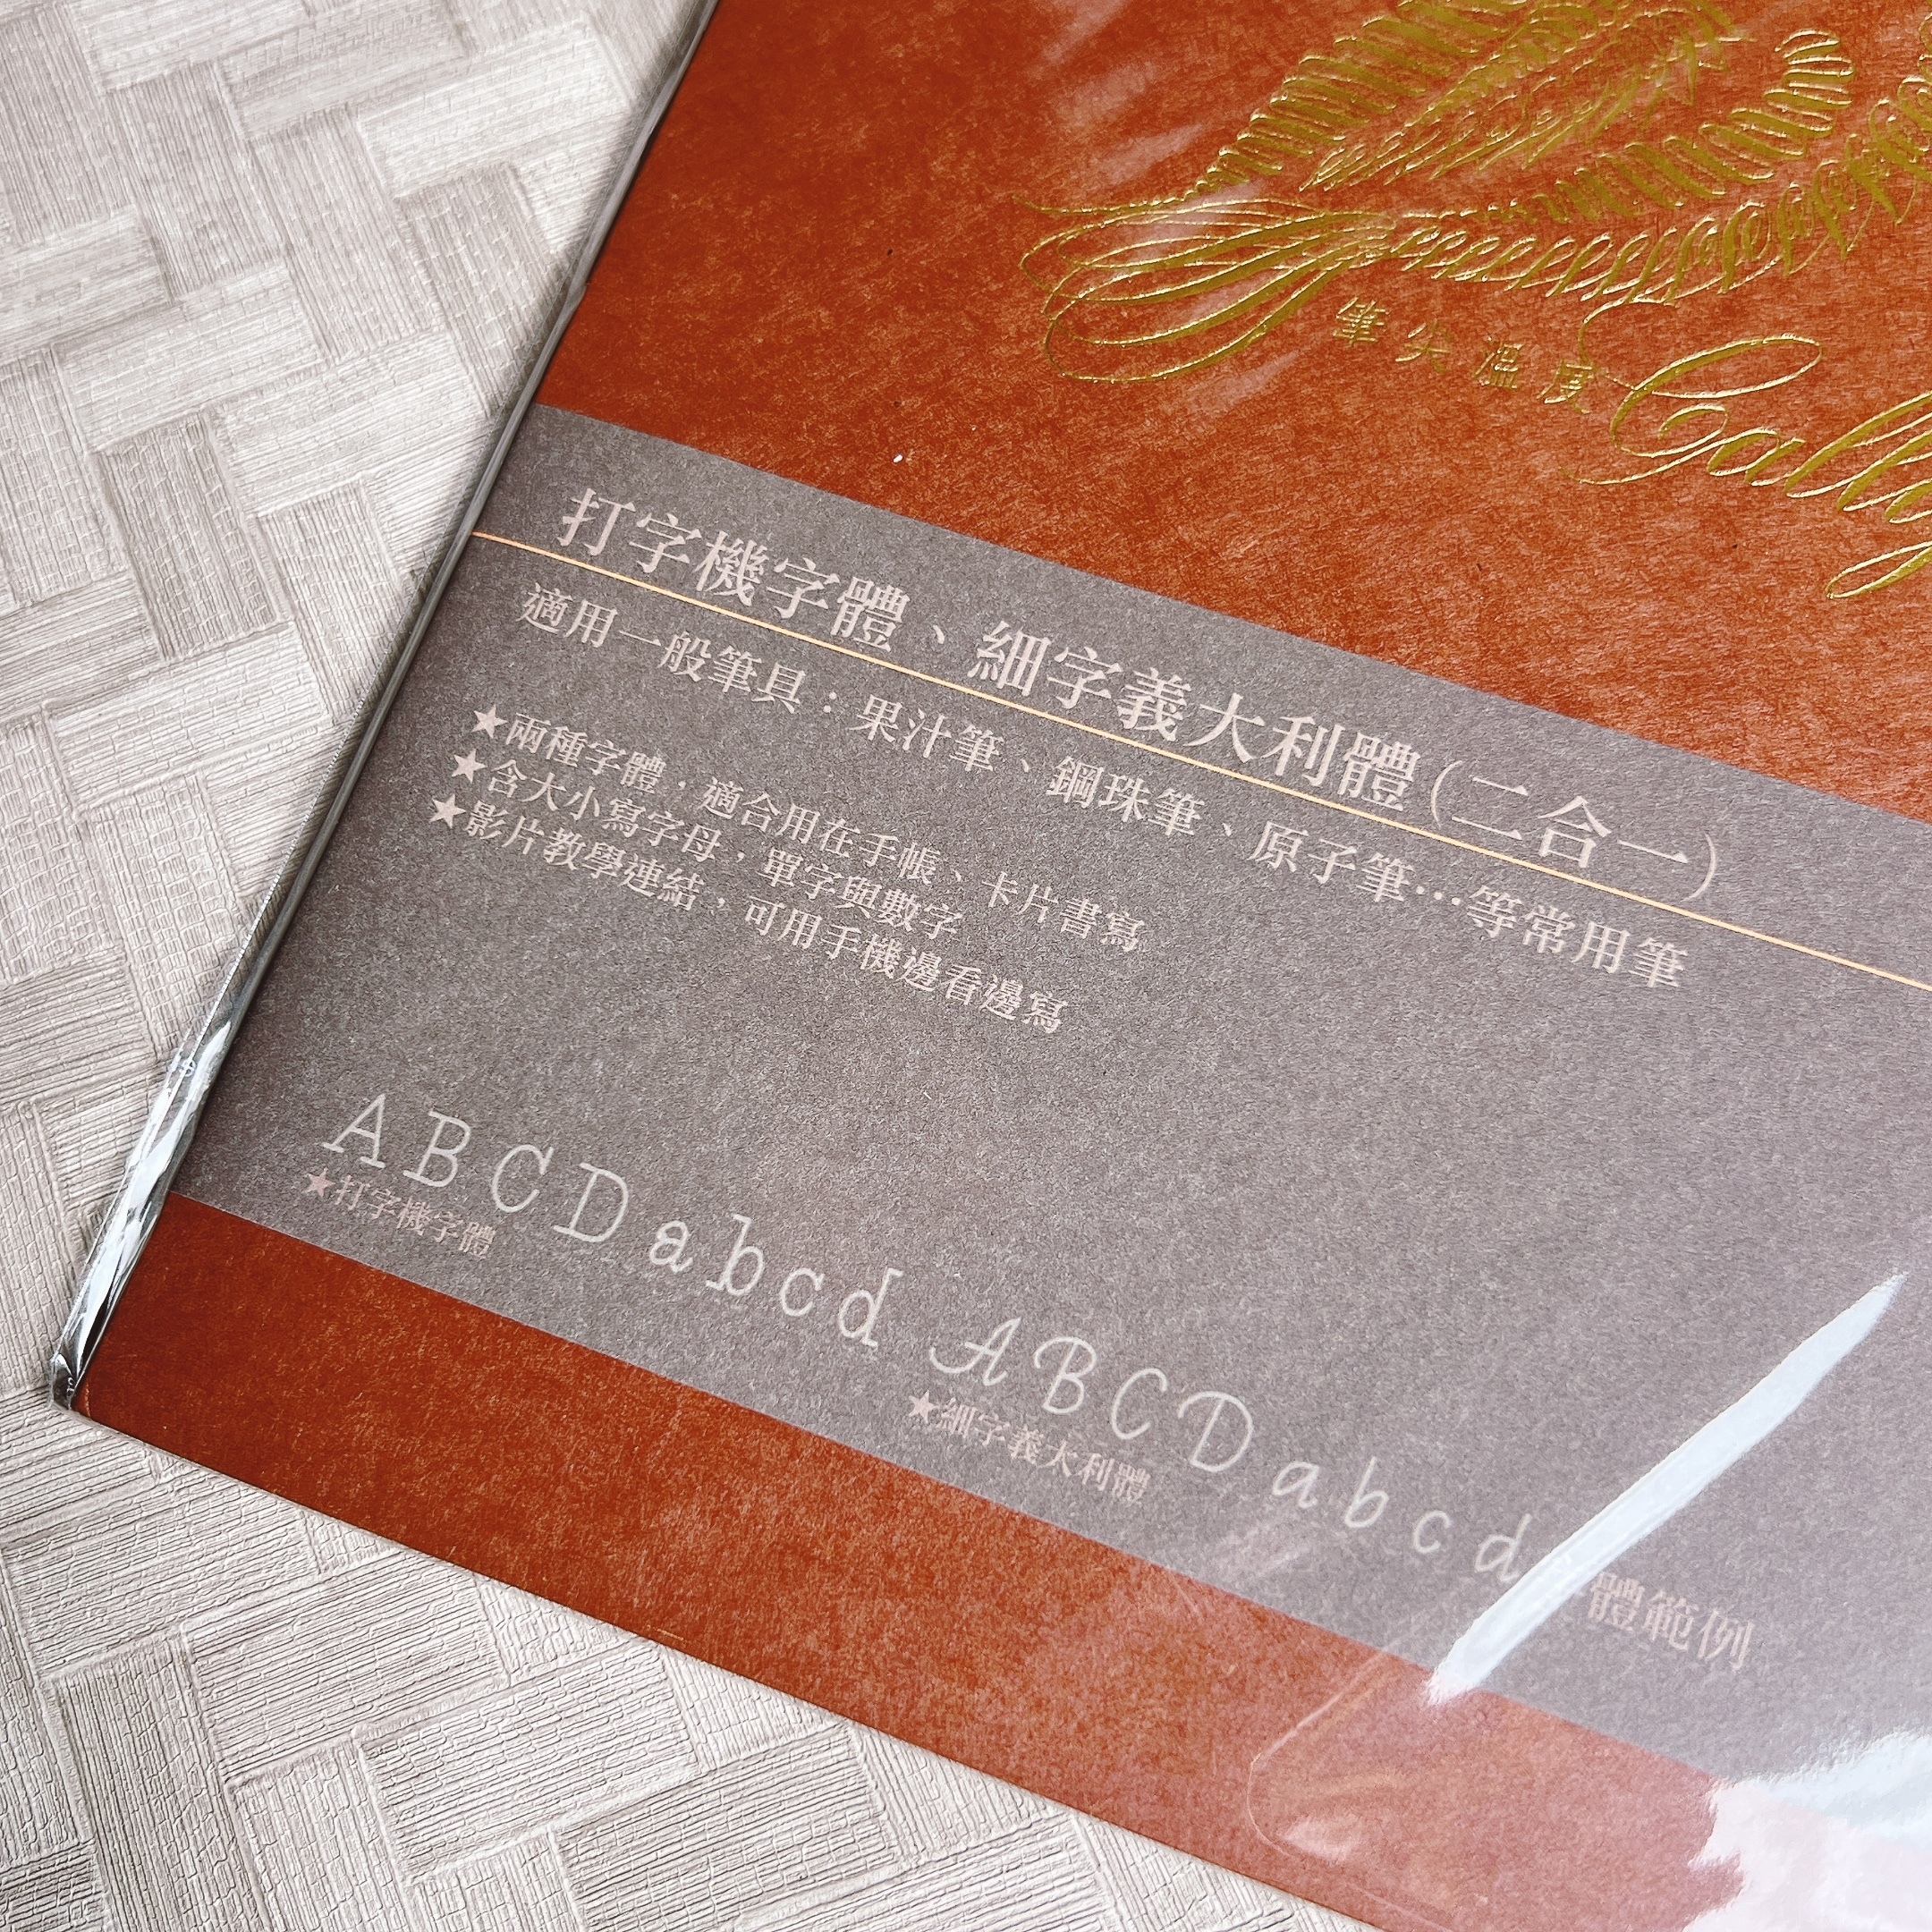 筆尖溫度
Cally
打字機字體、細字義大利體(二合一)
適用一般筆具:果汁筆、鋼珠筆、原子筆…等常用筆
★兩種字體,適合用在手帳、卡片書寫
★含大小寫字母,單字與數字
★影片教學連結,可用手機邊看邊寫
A B C D a b c d
★打字機字體
A B C D a b c d
★細字義大利體
體範例